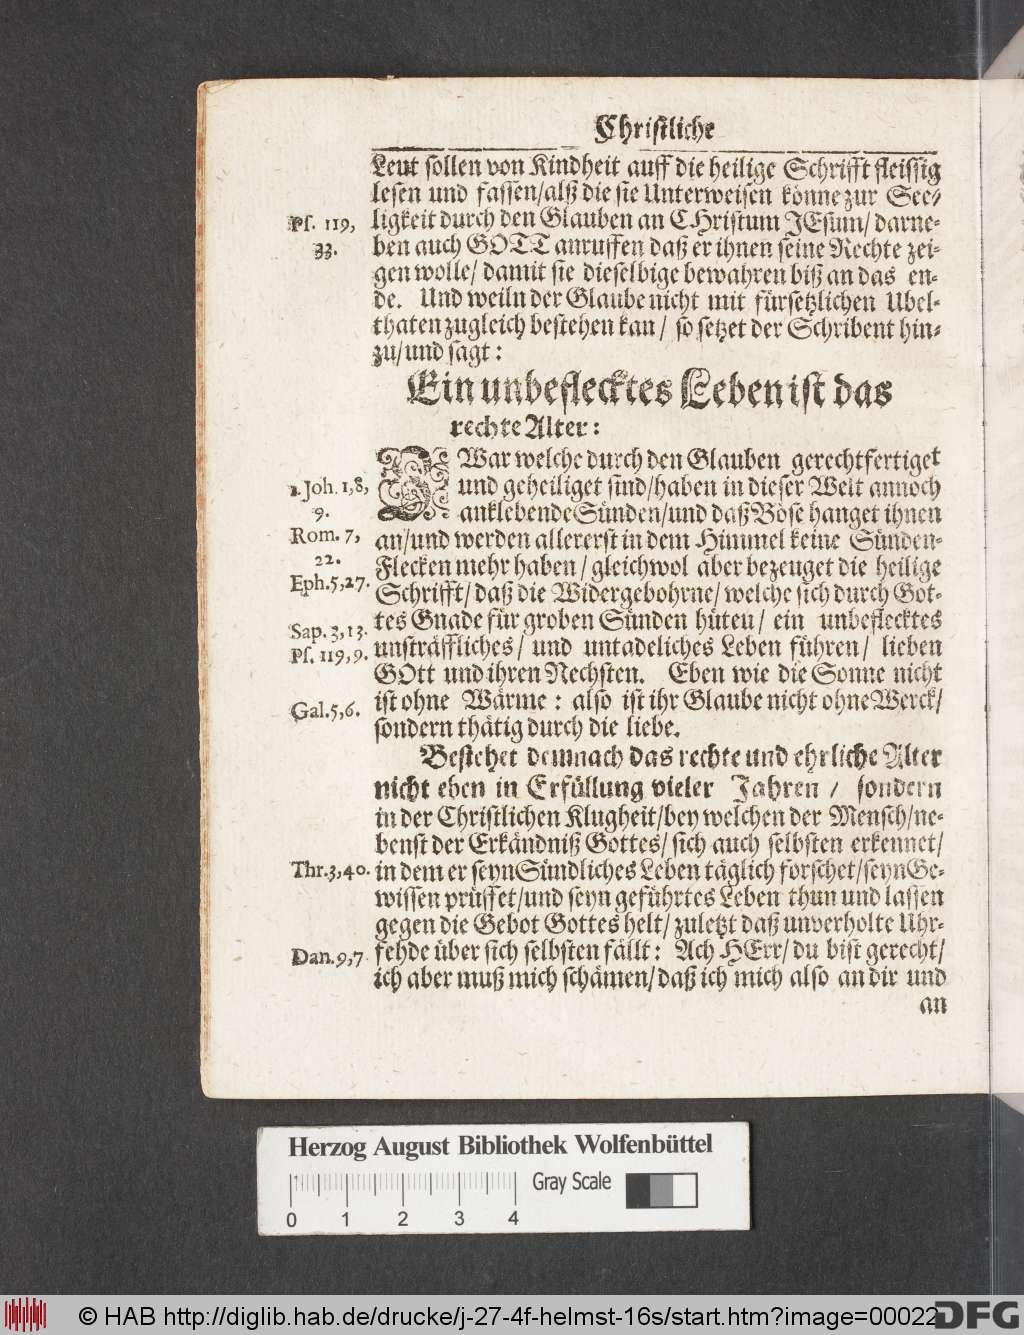 Christliche
Leut sollen von Kindheit auff die heilige Schrifft fleissig
lesen und fassen/alß die sie Unterweisen könne zur See-
Ps. 119, 33.
ligkeit durch den Glauben an CHristum JEsum/ darne-
ben auch GOTT anruffen daß er ihnen seine Rechte zei-
gen wolle/ damit sie dieselbige bewahren biß an das en-
de. Und weiln der Glaube nicht mit fürsetzlichen Ubel-
thaten zugleich bestehen kan/ so setzet der Schribent hin-
zu/und sagt:
Ein unbeflecktes Leben ist das
rechte Alter:
ZWar welche durch den Glauben gerechtfertiget
1. Joh. 1,8, 9.
und geheiliget sind/haben in dieser Welt annoch
anklebende Sünden/und daß Böse hanget ihnen
Rom. 7, 22.
an/und werden allererst in dem Himmel keine Sünden-
Flecken mehr haben/ gleichwol aber bezeuget die heilige
Eph. 5,27.
Schrifft/ daß die Widergebohrne/ welche sich durch Got-
tes Gnade für groben Sünden hüten/ ein unbeflecktes
Sap. 3,13.
Ps. 119,9.
unsträffliches/ und untadeliches Leben führen/ lieben
GOtt und ihren Nechsten. Eben wie die Sonne nicht
Gal. 5,6.
ist ohne Wärme: also ist ihr Glaube nicht ohne Werck/
sondern thätig durch die liebe.
Bestehet demnach das rechte und ehrliche Alter
nicht eben in Erfüllung vieler Jahren/ sondern
in der Christlichen Klugheit/bey welchen der Mensch/ne-
benst der Erkändniß Gottes/ sich auch selbsten erkennet/
Thr. 3,40.
in dem er seyn Sündliches Leben täglich forschet/seyn Ge-
wissen prüffet/und seyn geführtes Leben thun und lassen
gegen die Gebot Gottes helt/ zuletzt daß unverholte Uhr-
Dan. 9,7
fehde über sich selbsten fällt: Ach HErr/ du bist gerecht/
ich aber muß mich schämen/daß ich mich also an dir und
an
Herzog August Bibliothek Wolfenbüttel
Gray Scale
0 1 2 3 4
© HAB http://diglib.hab.de/drucke/j-27-4f-helmst-16s/start.htm?image=00022
DFG